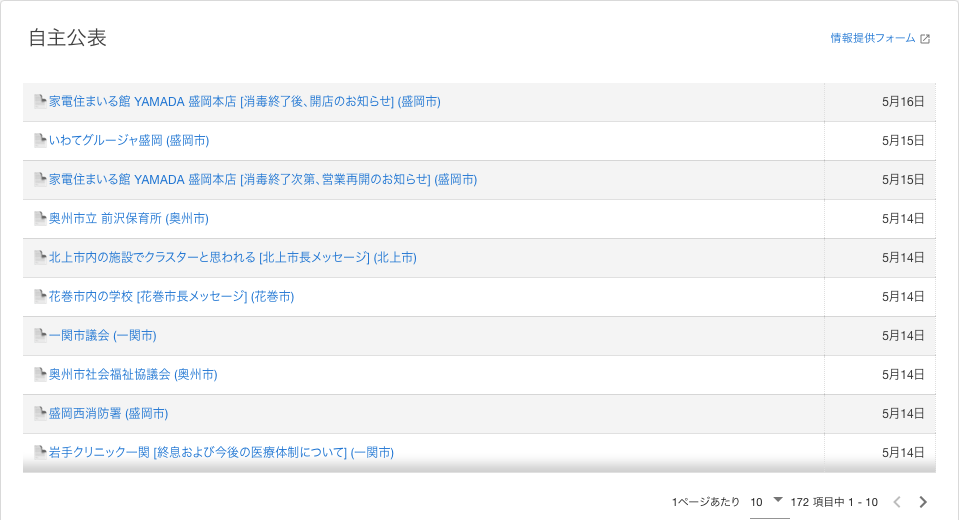 自主公表
情報提供フォーム
家電住まいる館 YAMADA 盛岡本店 [消毒終了後、開店のお知らせ] (盛岡市) 5月16日
いわてグルージャ盛岡 (盛岡市) 5月15日
家電住まいる館 YAMADA 盛岡本店 [消毒終了次第、営業再開のお知らせ] (盛岡市) 5月15日
奥州市立 前沢保育所 (奥州市) 5月14日
北上市内の施設でクラスターと思われる [北上市長メッセージ] (北上市) 5月14日
花巻市内の学校 [花巻市長メッセージ] (花巻市) 5月14日
一関市議会 (一関市) 5月14日
奥州市社会福祉協議会 (奥州市) 5月14日
盛岡西消防署 (盛岡市) 5月14日
岩手クリニック一関 [終息および今後の医療体制について] (一関市) 5月14日
1ページあたり 10 172 項目中 1 - 10